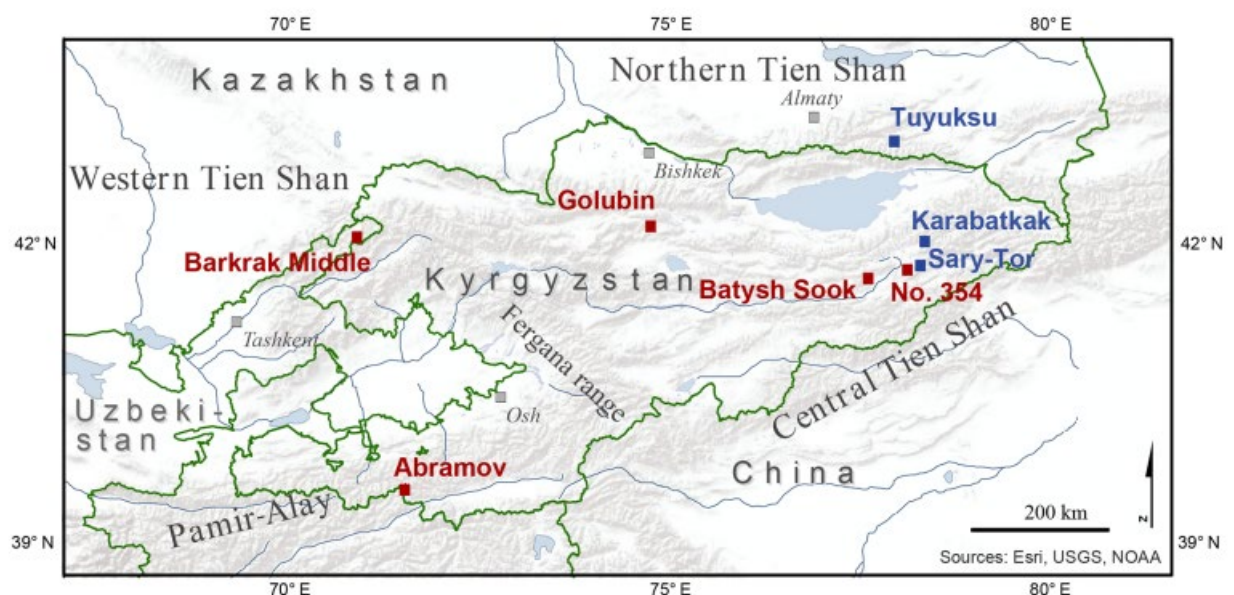 70° E 75° E 80° E
Kazakhstan
Northern Tien Shan
Almaty
Tuyuksu
Western Tien Shan
Bishkek
Golubin
Karabatkak
42° N
42° N
Barkrak Middle
Sary-Tor
Kyrgyzstan
Batysh Sook
No. 354
Tashkent
Fergana range
Central Tien Shan
Uzbeki-
stan
Osh
Abramov
China
Pamir-Alay
200 km
z
39° N
39° N
Sources: Esri, USGS, NOAA
70° E 75° E 80° E